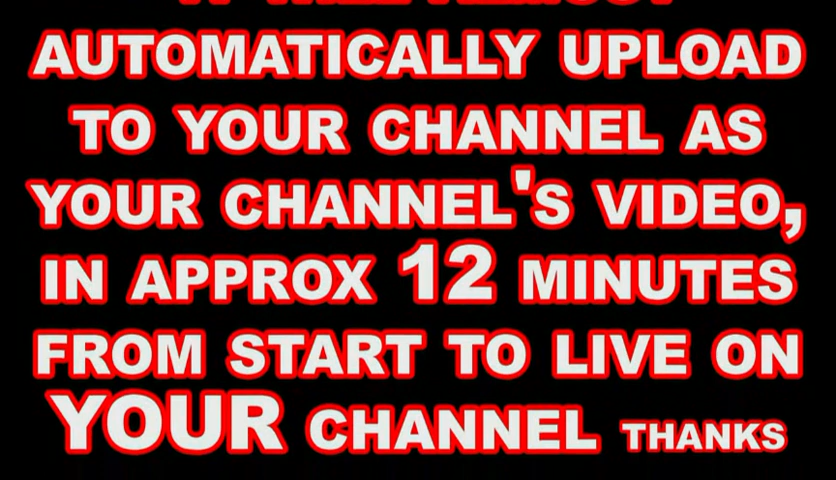 AUTOMATICALLY UPLOAD
TO YOUR CHANNEL AS
YOUR CHANNEL'S VIDEO,
IN APPROX 12 MINUTES
FROM START TO LIVE ON
YOUR CHANNEL THANKS